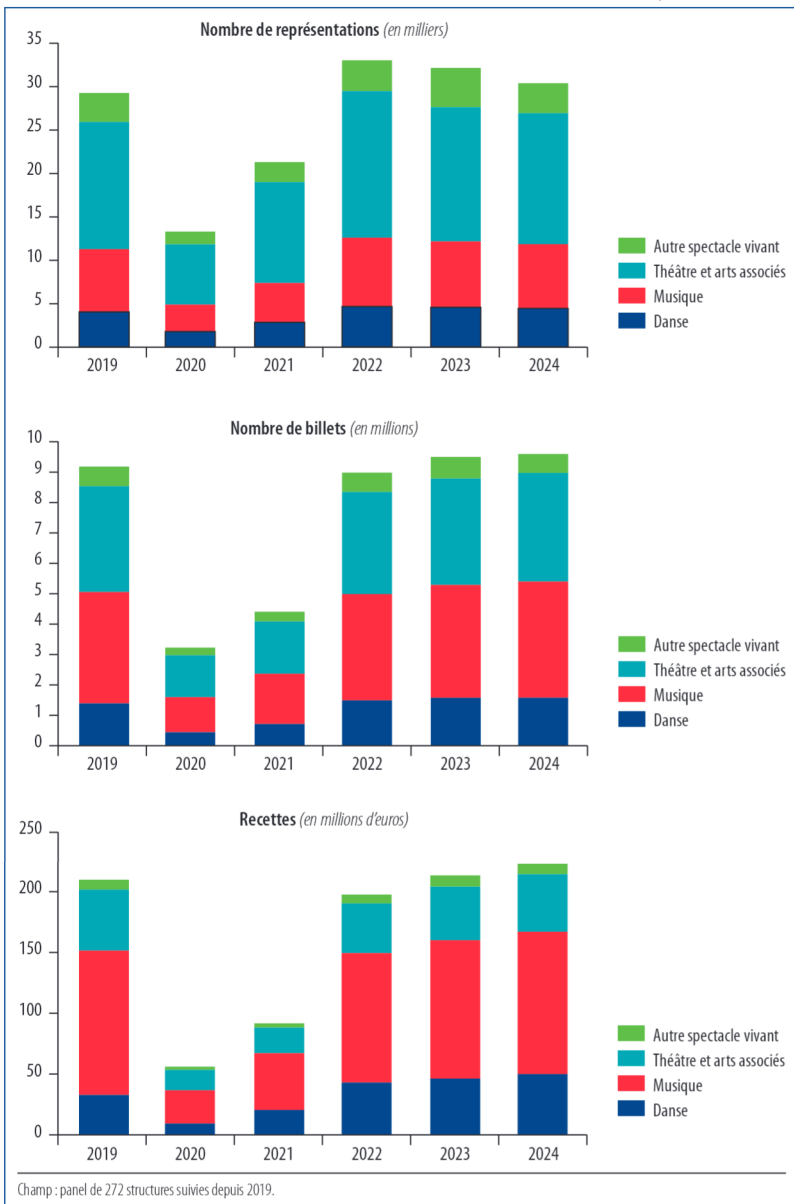 Nombre de représentations (en milliers)
35
30
25
20
15
10
5
0
2019 2020 2021 2022 2023 2024
Autre spectacle vivant
Théâtre et arts associés
Musique
Danse
Nombre de billets (en millions)
10
9
8
7
6
5
4
3
2
1
0
2019 2020 2021 2022 2023 2024
Autre spectacle vivant
Théâtre et arts associés
Musique
Danse
Recettes (en millions d'euros)
250
200
150
100
50
0
2019 2020 2021 2022 2023 2024
Autre spectacle vivant
Théâtre et arts associés
Musique
Danse
Champ : panel de 272 structures suivies depuis 2019.